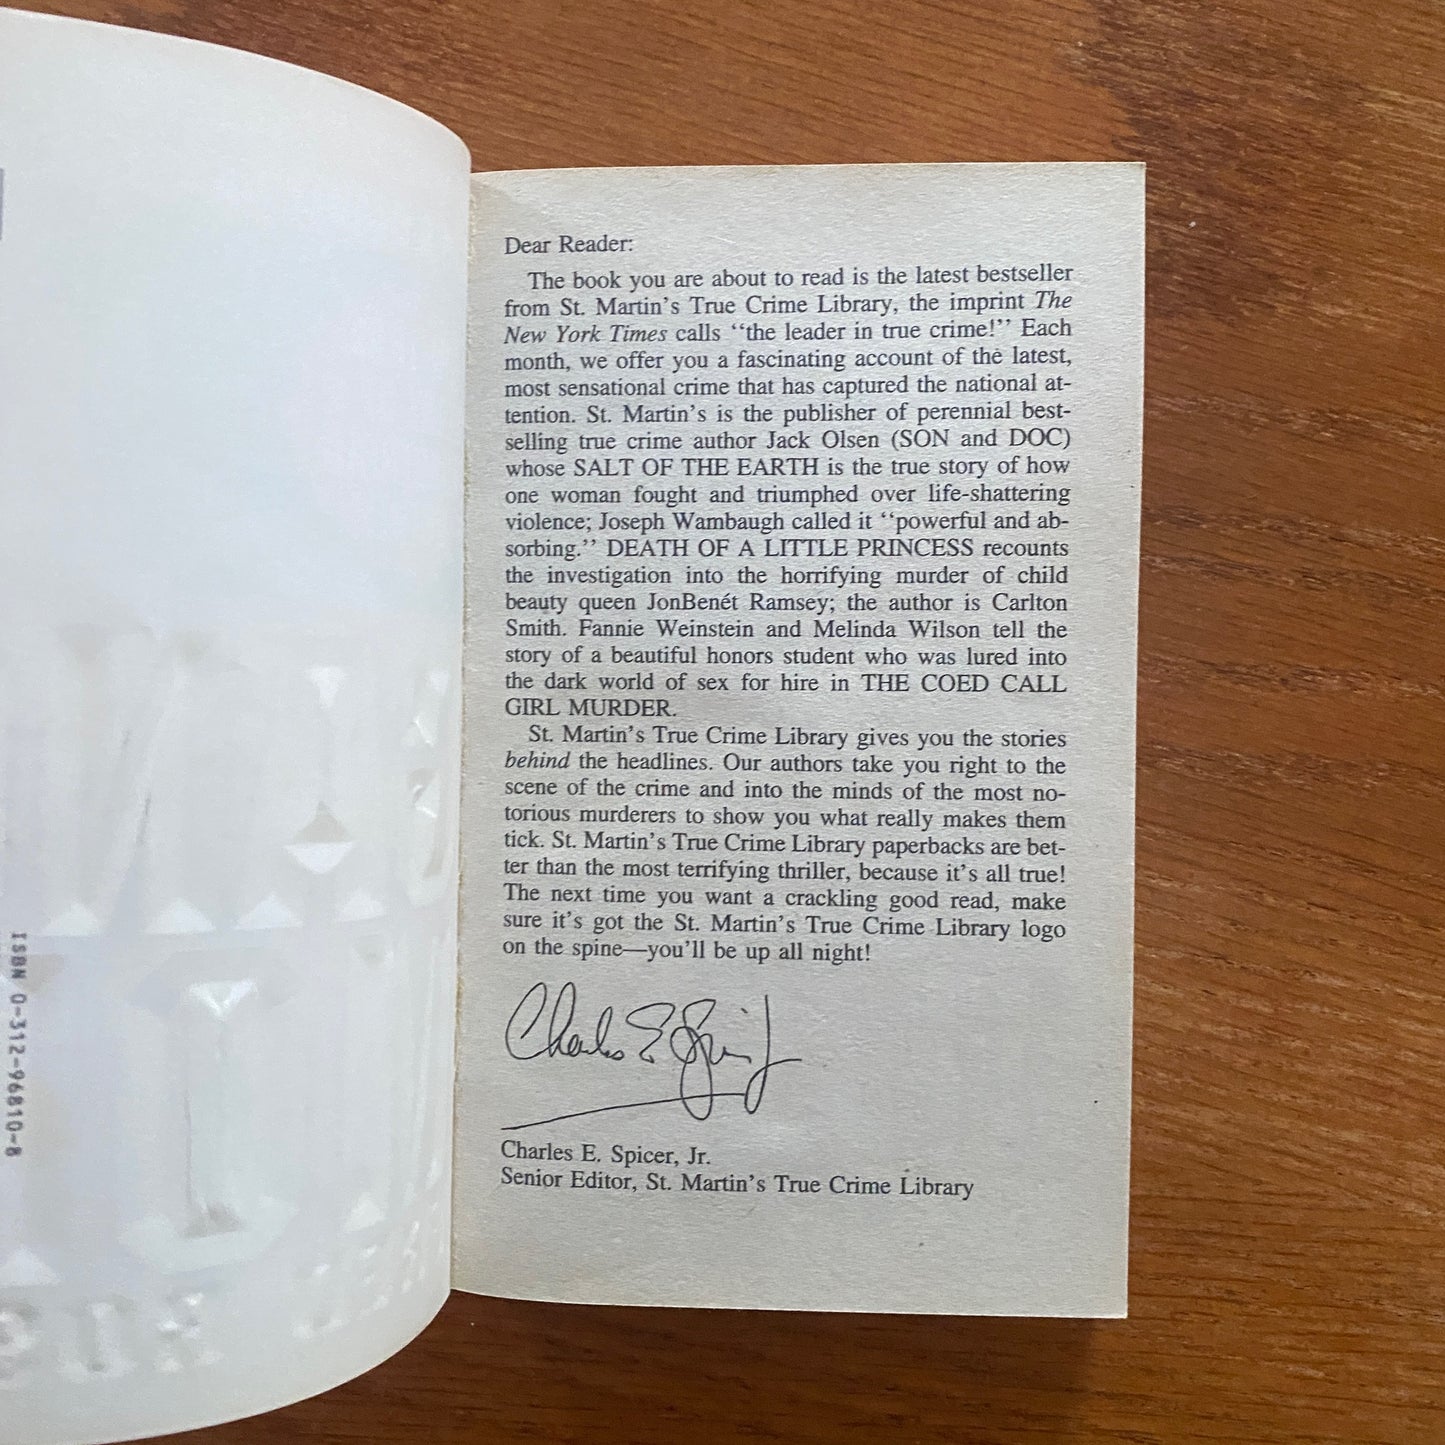 ISBN 0-312-96810-8
Dear Reader:
The book you are about to read is the latest bestseller
from St. Martin's True Crime Library, the imprint The
New York Times calls ‘‘the leader in true crime!’’ Each
month, we offer you a fascinating account of the latest,
most sensational crime that has captured the national at-
tention. St. Martin's is the publisher of perennial best-
selling true crime author Jack Olsen (SON and DOC)
whose SALT OF THE EARTH is the true story of how
one woman fought and triumphed over life-shattering
violence; Joseph Wambaugh called it ‘‘powerful and ab-
sorbing.’’ DEATH OF A LITTLE PRINCESS recounts
the investigation into the horrifying murder of child
beauty queen JonBenét Ramsey; the author is Carlton
Smith. Fannie Weinstein and Melinda Wilson tell the
story of a beautiful honors student who was lured into
the dark world of sex for hire in THE COED CALL
GIRL MURDER.
St. Martin's True Crime Library gives you the stories
behind the headlines. Our authors take you right to the
scene of the crime and into the minds of the most no-
torious murderers to show you what really makes them
tick. St. Martin's True Crime Library paperbacks are bet-
ter than the most terrifying thriller, because it's all true!
The next time you want a crackling good read, make
sure it's got the St. Martin's True Crime Library logo
on the spine—you'll be up all night!
Charles E. Spicer, Jr.
Charles E. Spicer, Jr.
Senior Editor, St. Martin's True Crime Library